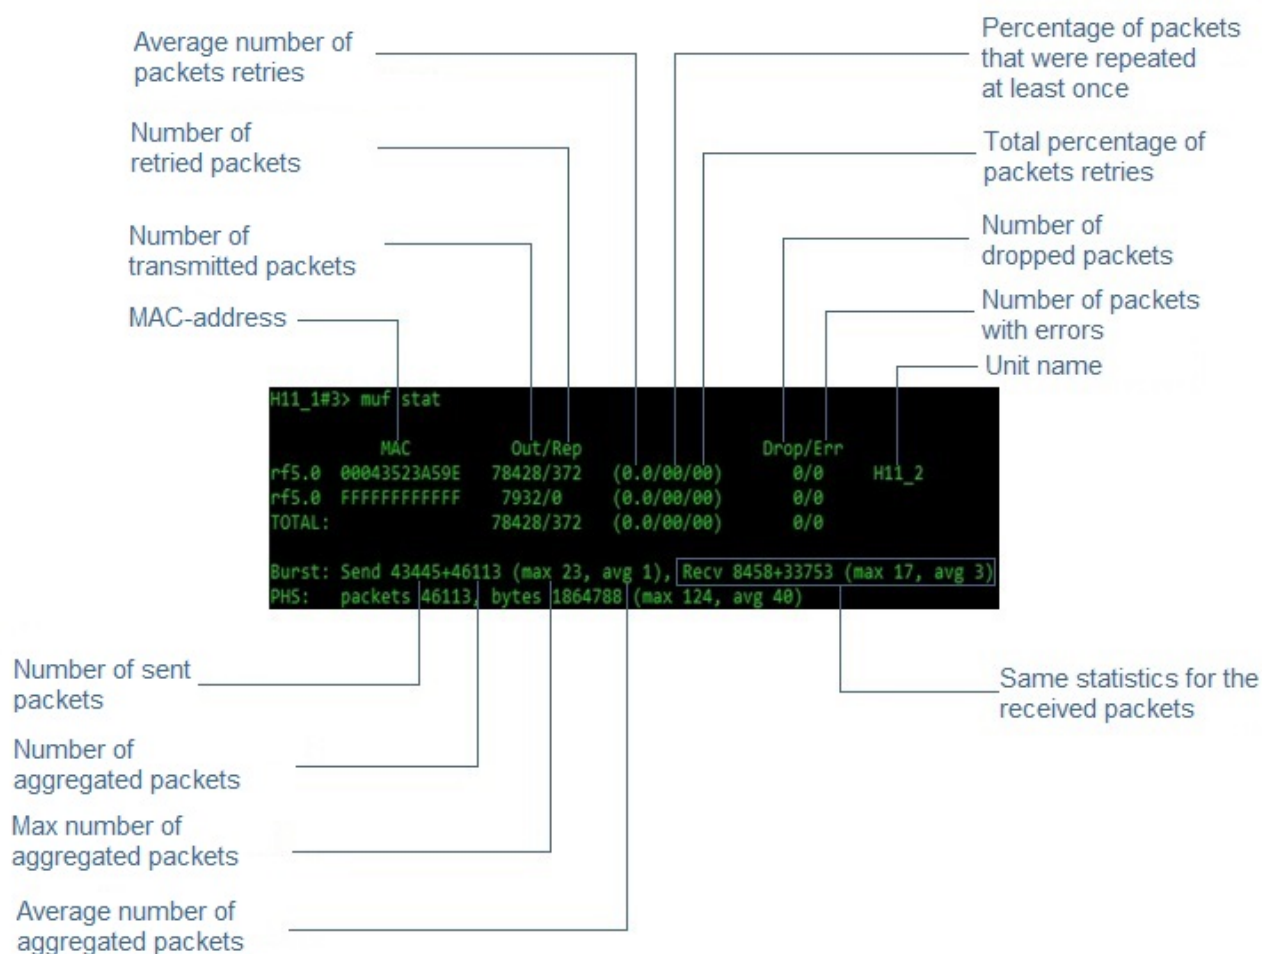 Average number of
packets retries
Percentage of packets
that were repeated
at least once
Number of
retried packets
Total percentage of
packets retries
Number of
transmitted packets
Number of
dropped packets
MAC-address
Number of packets
with errors
Unit name
H11_1#3> muf stat
MAC Out/Rep Drop/Err
rf5.0 00043523A59E 78428/372 (0.0/00/00) 0/0 H11_2
rf5.0 FFFFFFFFFFFF 7932/0 (0.0/00/00) 0/0
TOTAL: 78428/372 (0.0/00/00) 0/0
Burst: Send 43445+46113 (max 23, avg 1), Recv 8458+33753 (max 17, avg 3)
PHS: packets 46113, bytes 1864788 (max 124, avg 40)
Number of sent
packets
Same statistics for the
received packets
Number of
aggregated packets
Max number of
aggregated packets
Average number of
aggregated packets